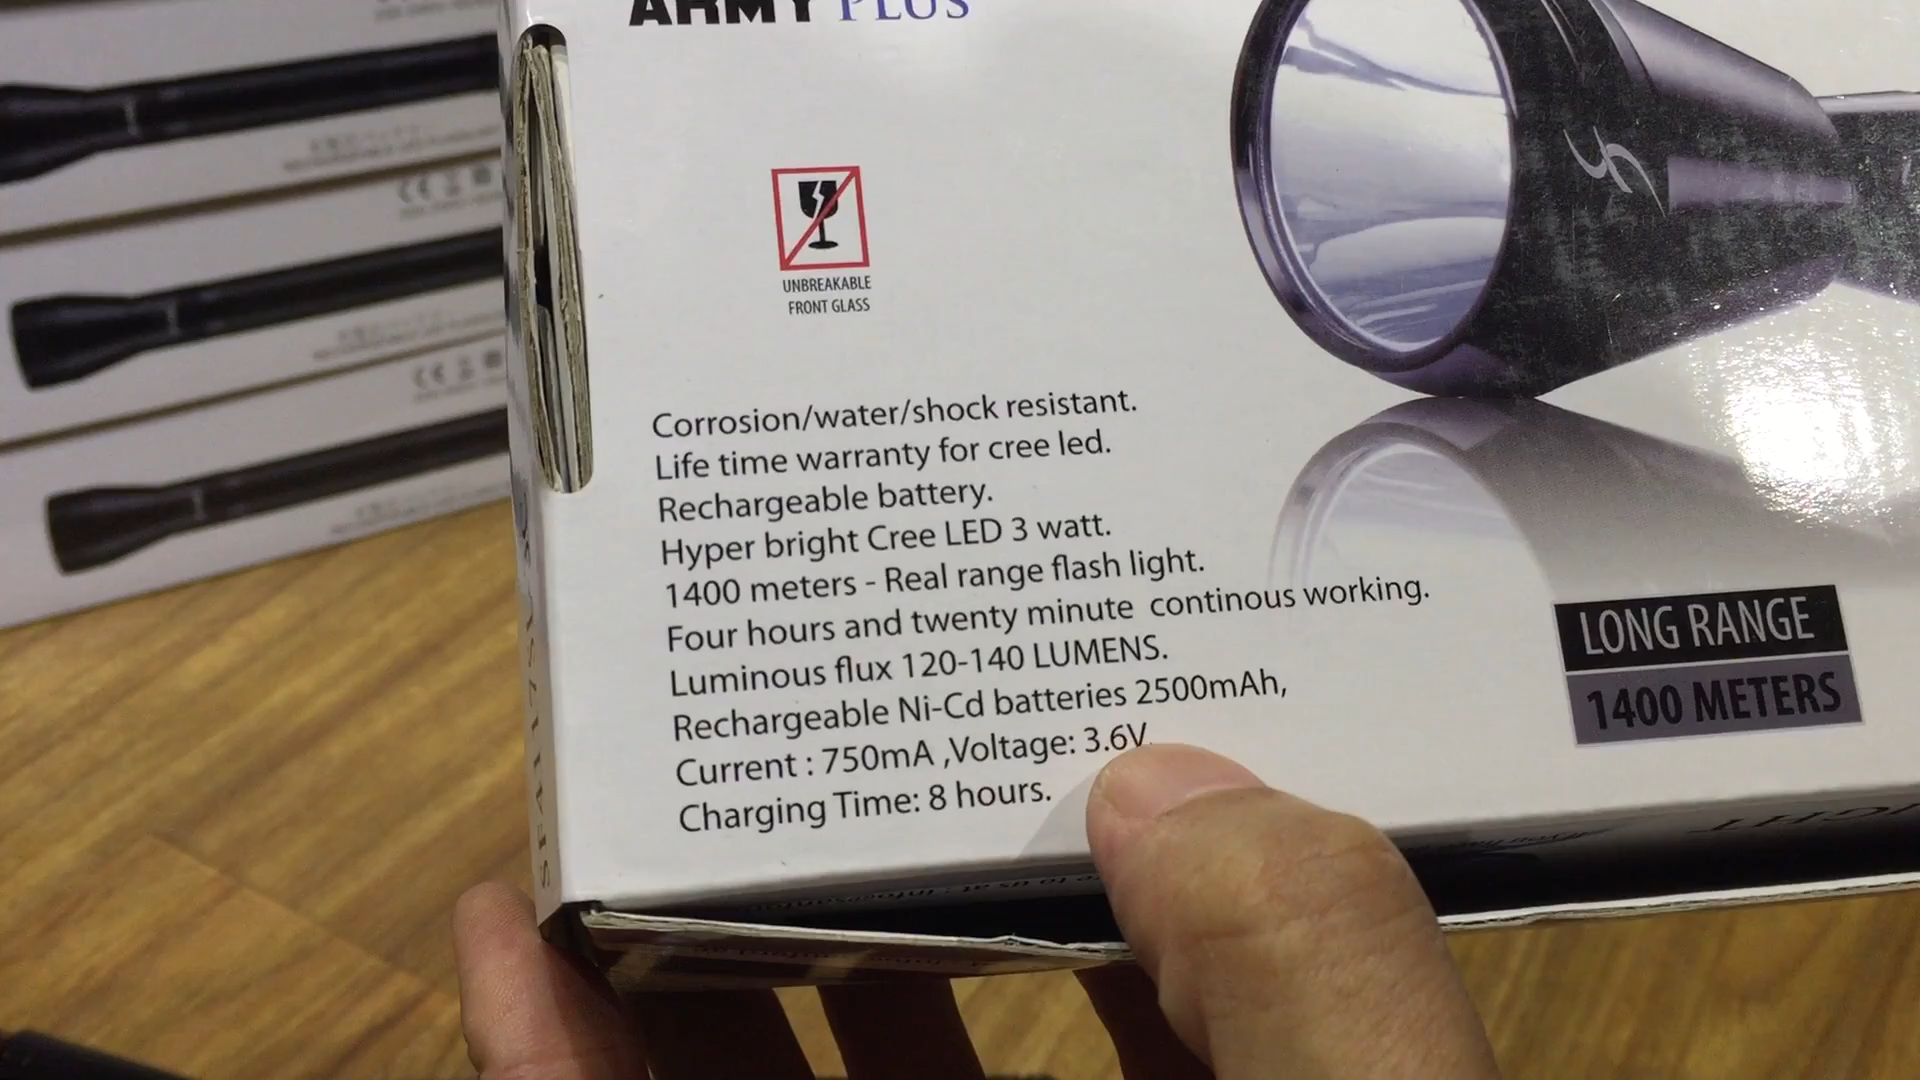 ARMY PLUS
UNBREAKABLE
FRONT GLASS
Corrosion/water/shock resistant.
Life time warranty for cree led.
Rechargeable battery.
Hyper bright Cree LED 3 watt.
1400 meters - Real range flash light.
Four hours and twenty minute continous working.
Luminous flux 120-140 LUMENS.
Rechargeable Ni-Cd batteries 2500mAh,
Current : 750mA ,Voltage: 3.6V
Charging Time: 8 hours.
LONG RANGE
1400 METERS